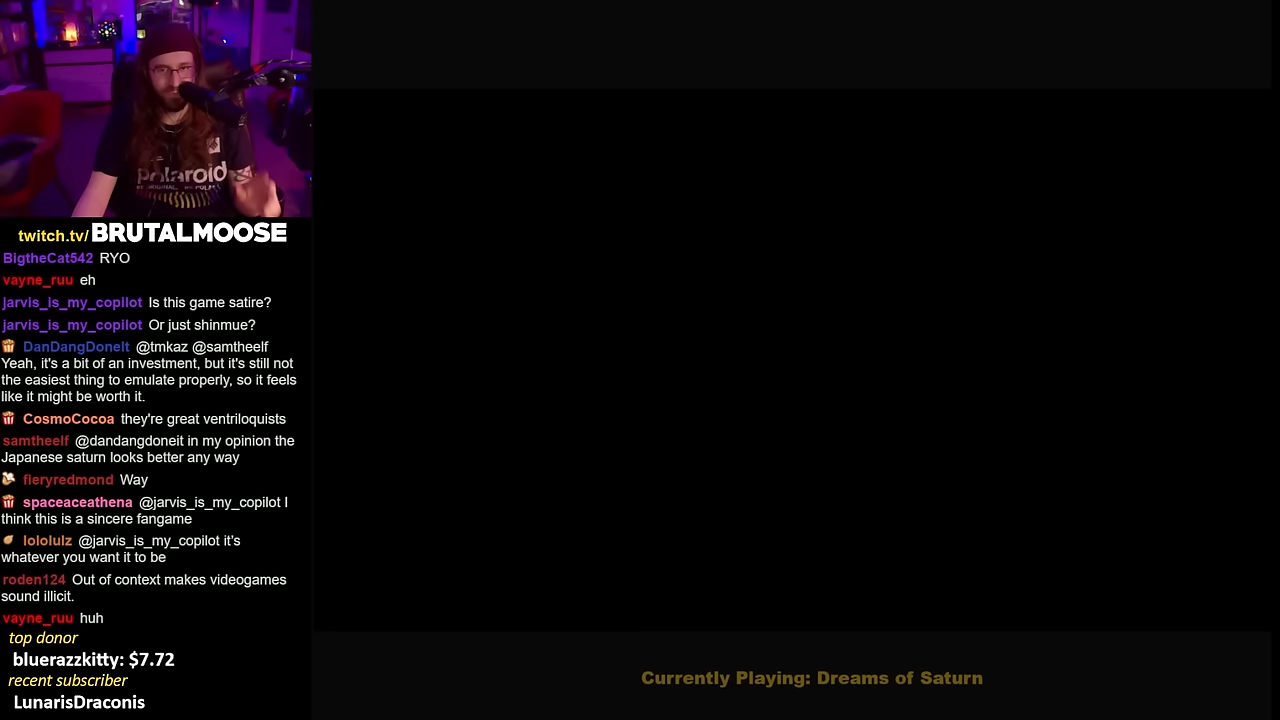 polaroid
twitch.tv/BRUTALMOOSE
BigtheCat542 RYO
vayne_ruu eh
jarvis_is_my_copilot Is this game satire?
jarvis_is_my_copilot Or just shinmue?
DanDangDoneIt @tmkaz @samtheelf
Yeah, it's a bit of an investment, but it's still not
the easiest thing to emulate properly, so it feels
like it might be worth it.
CosmoCocoa they're great ventriloquists
samtheelf @dandangdoneit in my opinion the
Japanese saturn looks better any way
fieryredmond Way
spaceaceathena @jarvis_is_my_copilot I
think this is a sincere fangame
lololulz @jarvis_is_my_copilot it's
whatever you want it to be
roden124 Out of context makes videogames
sound illicit.
vayne_ruu huh
top donor
bluerazzkitty: $7.72
recent subscriber
LunarisDraconis
Currently Playing: Dreams of Saturn